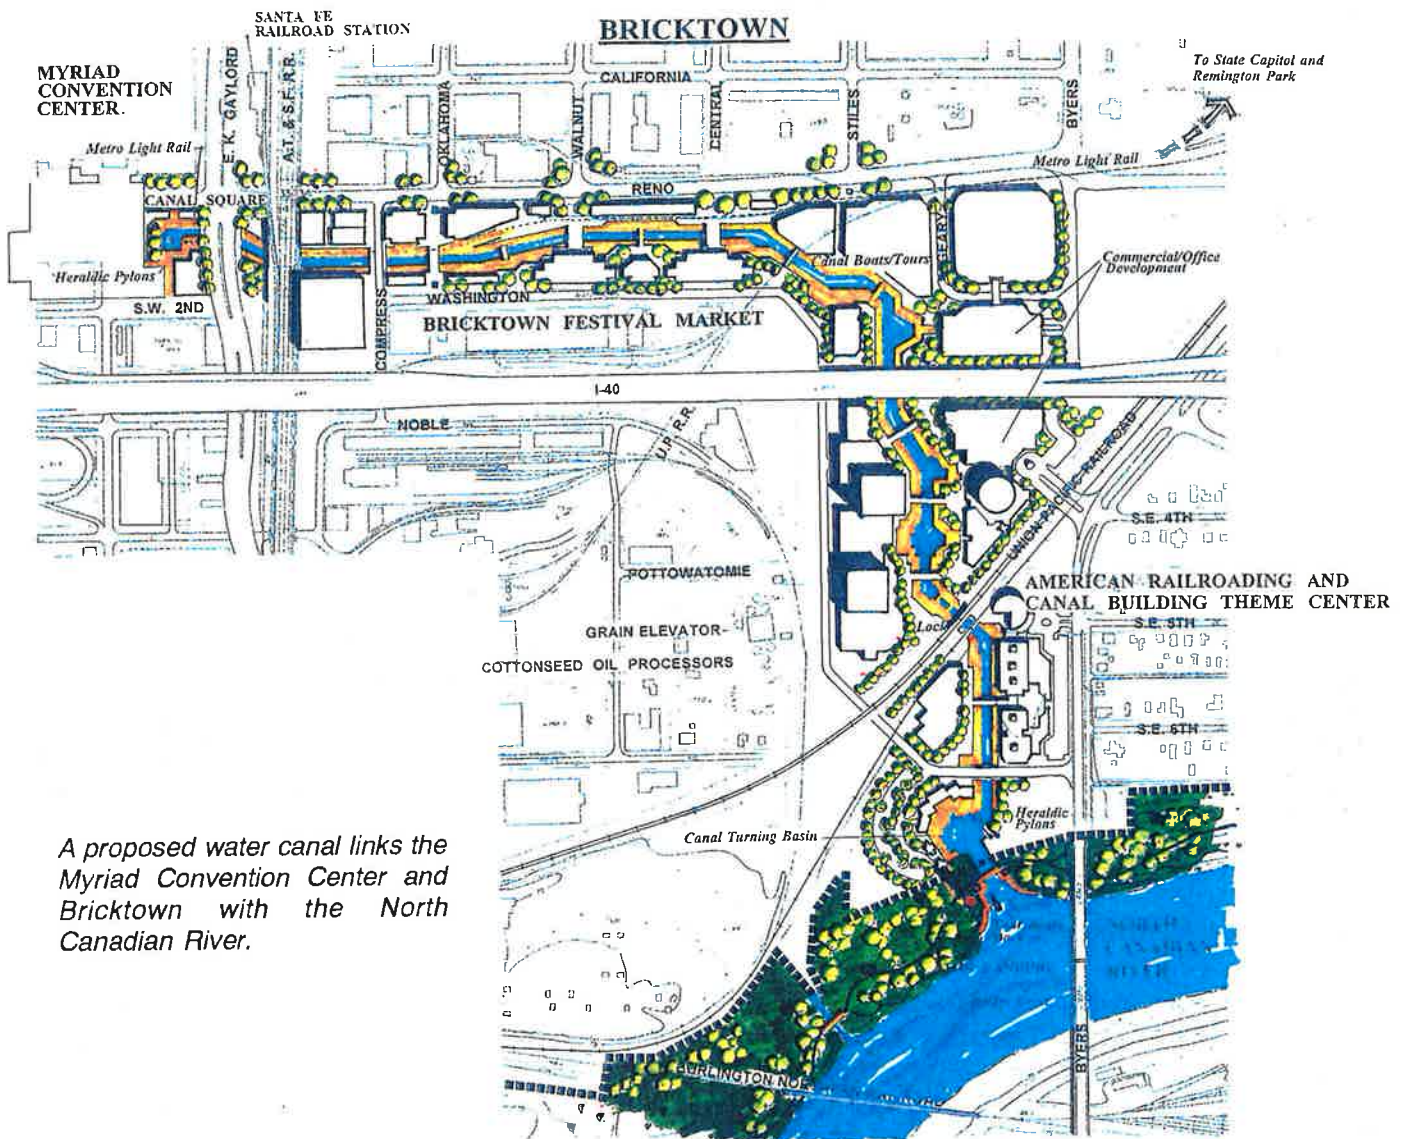 SANTA FE
RAILROAD STATION
BRICKTOWN
To State Capitol and
Remington Park
MYRIAD
CONVENTION
CENTER.
E. K. GAYLORD
A.T. & S.F. R.R.
OKLAHOMA
WALNUT
CALIFORNIA
CENTRAL
STILES
BYERS
Metro Light Rail
Metro Light Rail
RENO
CANAL SQUARE
GEARY
Canal Boats/Tours
Commercial/Office
Development
Heraldic Pylons
S.W. 2ND
COMPRESS
WASHINGTON
BRICKTOWN FESTIVAL MARKET
I-40
NOBLE
U.P. R.R.
UNION PACIFIC RAILROAD
S.E. 4TH
POTTOWATOMIE
AMERICAN RAILROADING AND
CANAL BUILDING THEME CENTER
S.E. 5TH
Lock
GRAIN ELEVATOR
COTTONSEED OIL PROCESSORS
S.E. 6TH
Heraldic
Pylons
Canal Turning Basin
A proposed water canal links the
Myriad Convention Center and
Bricktown with the North
Canadian River.
NORTH
CANADIAN
RIVER
BYERS